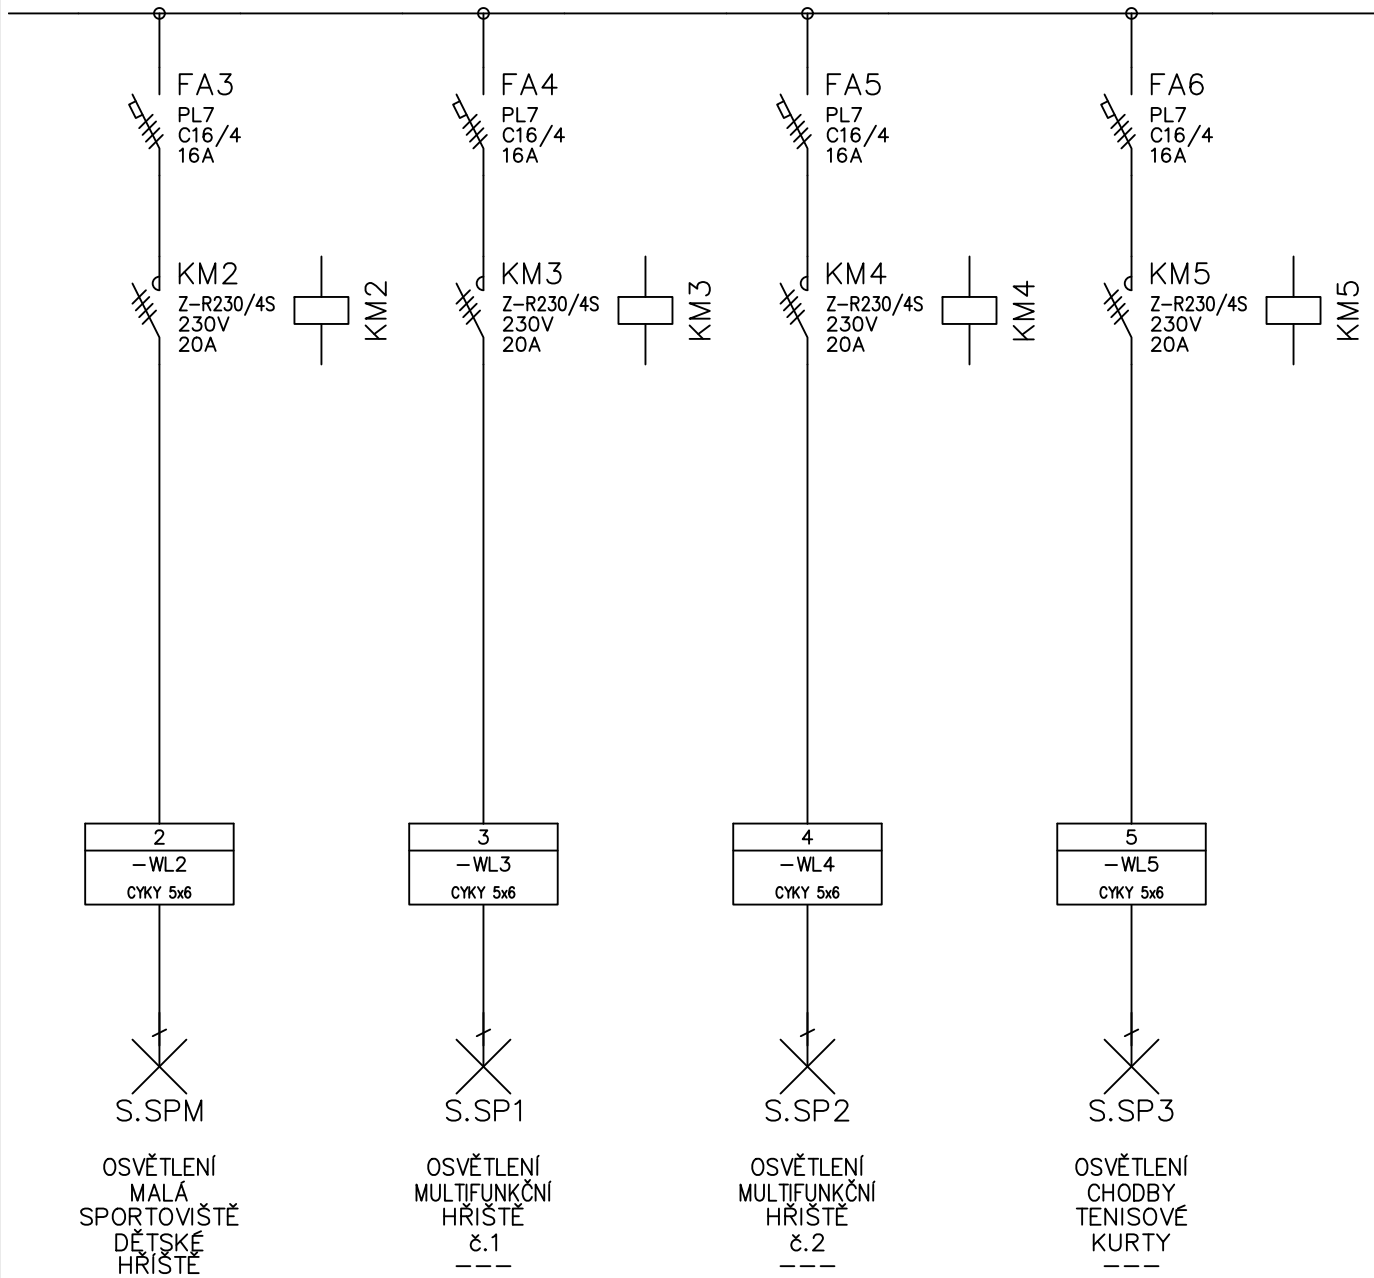 FA3
PL7
C16/4
16A
KM2
Z-R230/4S
230V
20A
KM2
2
-WL2
CYKY 5x6
S.SPM
OSVĚTLENÍ
MALÁ
SPORTOVIŠTĚ
DĚTSKÉ
HŘIŠTĚ
FA4
PL7
C16/4
16A
KM3
Z-R230/4S
230V
20A
KM3
3
-WL3
CYKY 5x6
S.SP1
OSVĚTLENÍ
MULTIFUNKČNÍ
HŘIŠTĚ
č.1
---
FA5
PL7
C16/4
16A
KM4
Z-R230/4S
230V
20A
KM4
4
-WL4
CYKY 5x6
S.SP2
OSVĚTLENÍ
MULTIFUNKČNÍ
HŘIŠTĚ
č.2
---
FA6
PL7
C16/4
16A
KM5
Z-R230/4S
230V
20A
KM5
5
-WL5
CYKY 5x6
S.SP3
OSVĚTLENÍ
CHODBY
TENISOVÉ
KURTY
---